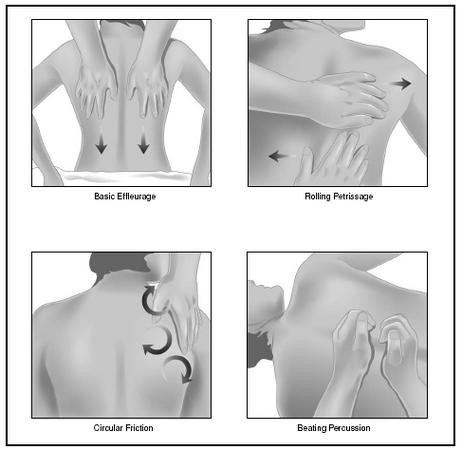 Basic Effleurage
Rolling Petrissage
Circular Friction
Beating Percussion